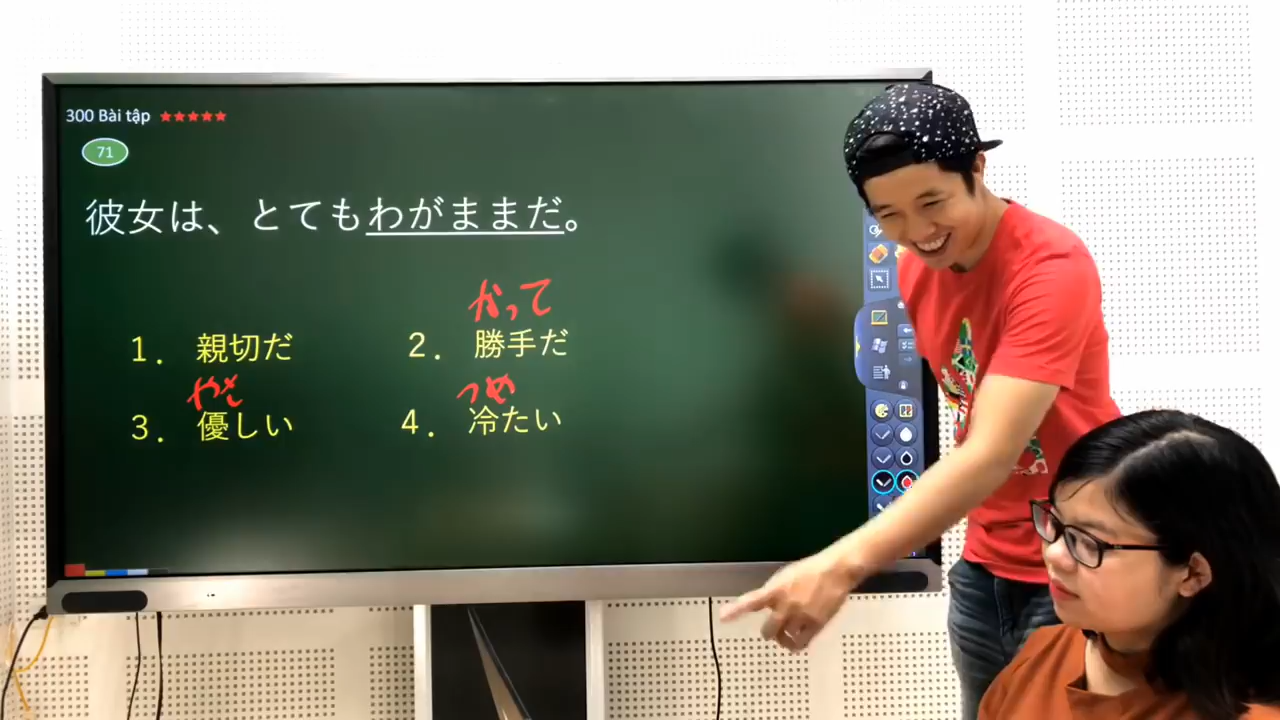 300 Bài tập ★★★★★
71
彼女は、とてもわがままだ。
かって
1. 親切だ 2. 勝手だ
やさ つめ
3. 優しい 4. 冷たい